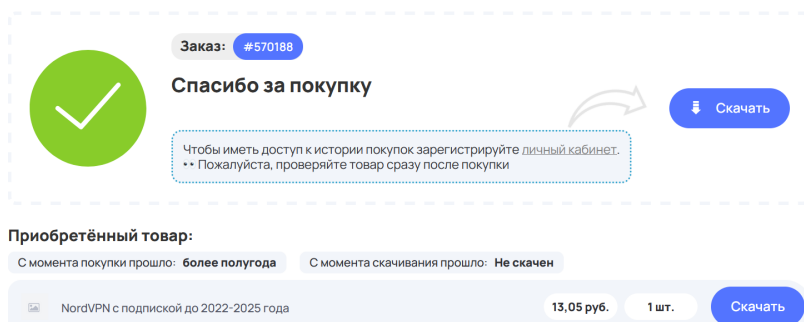 Заказ: #570188
Спасибо за покупку
Скачать
Чтобы иметь доступ к истории покупок зарегистрируйте личный кабинет.
Пожалуйста, проверяйте товар сразу после покупки
Приобретённый товар:
С момента покупки прошло: более полугода С момента скачивания прошло: Не скачен
NordVPN с подпиской до 2022-2025 года 13,05 руб. 1 шт. Скачать